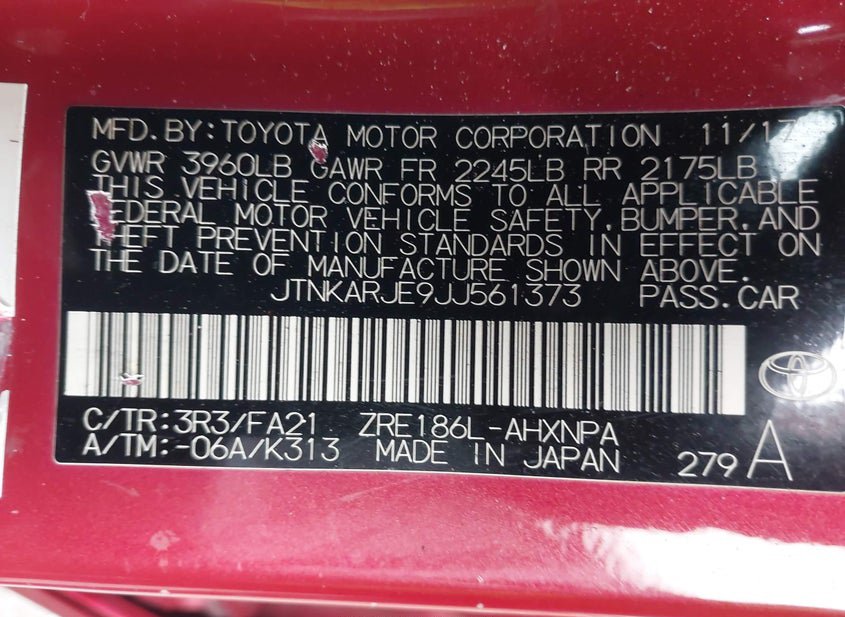 MFD.BY:TOYOTA MOTOR CORPORATION 11/17
GVWR 3960LB GAWR FR 2245LB RR 2175LB
THIS VEHICLE CONFORMS TO ALL APPLICABLE
FEDERAL MOTOR VEHICLE SAFETY,BUMPER,AND
THEFT PREVENTION STANDARDS IN EFFECT ON
THE DATE OF MANUFACTURE SHOWN ABOVE.
JTNKARJE9JJ561373 PASS.CAR
C/TR:3R3/FA21 ZRE186L-AHXNPA
A/TM:-06A/K313 MADE IN JAPAN 279 A